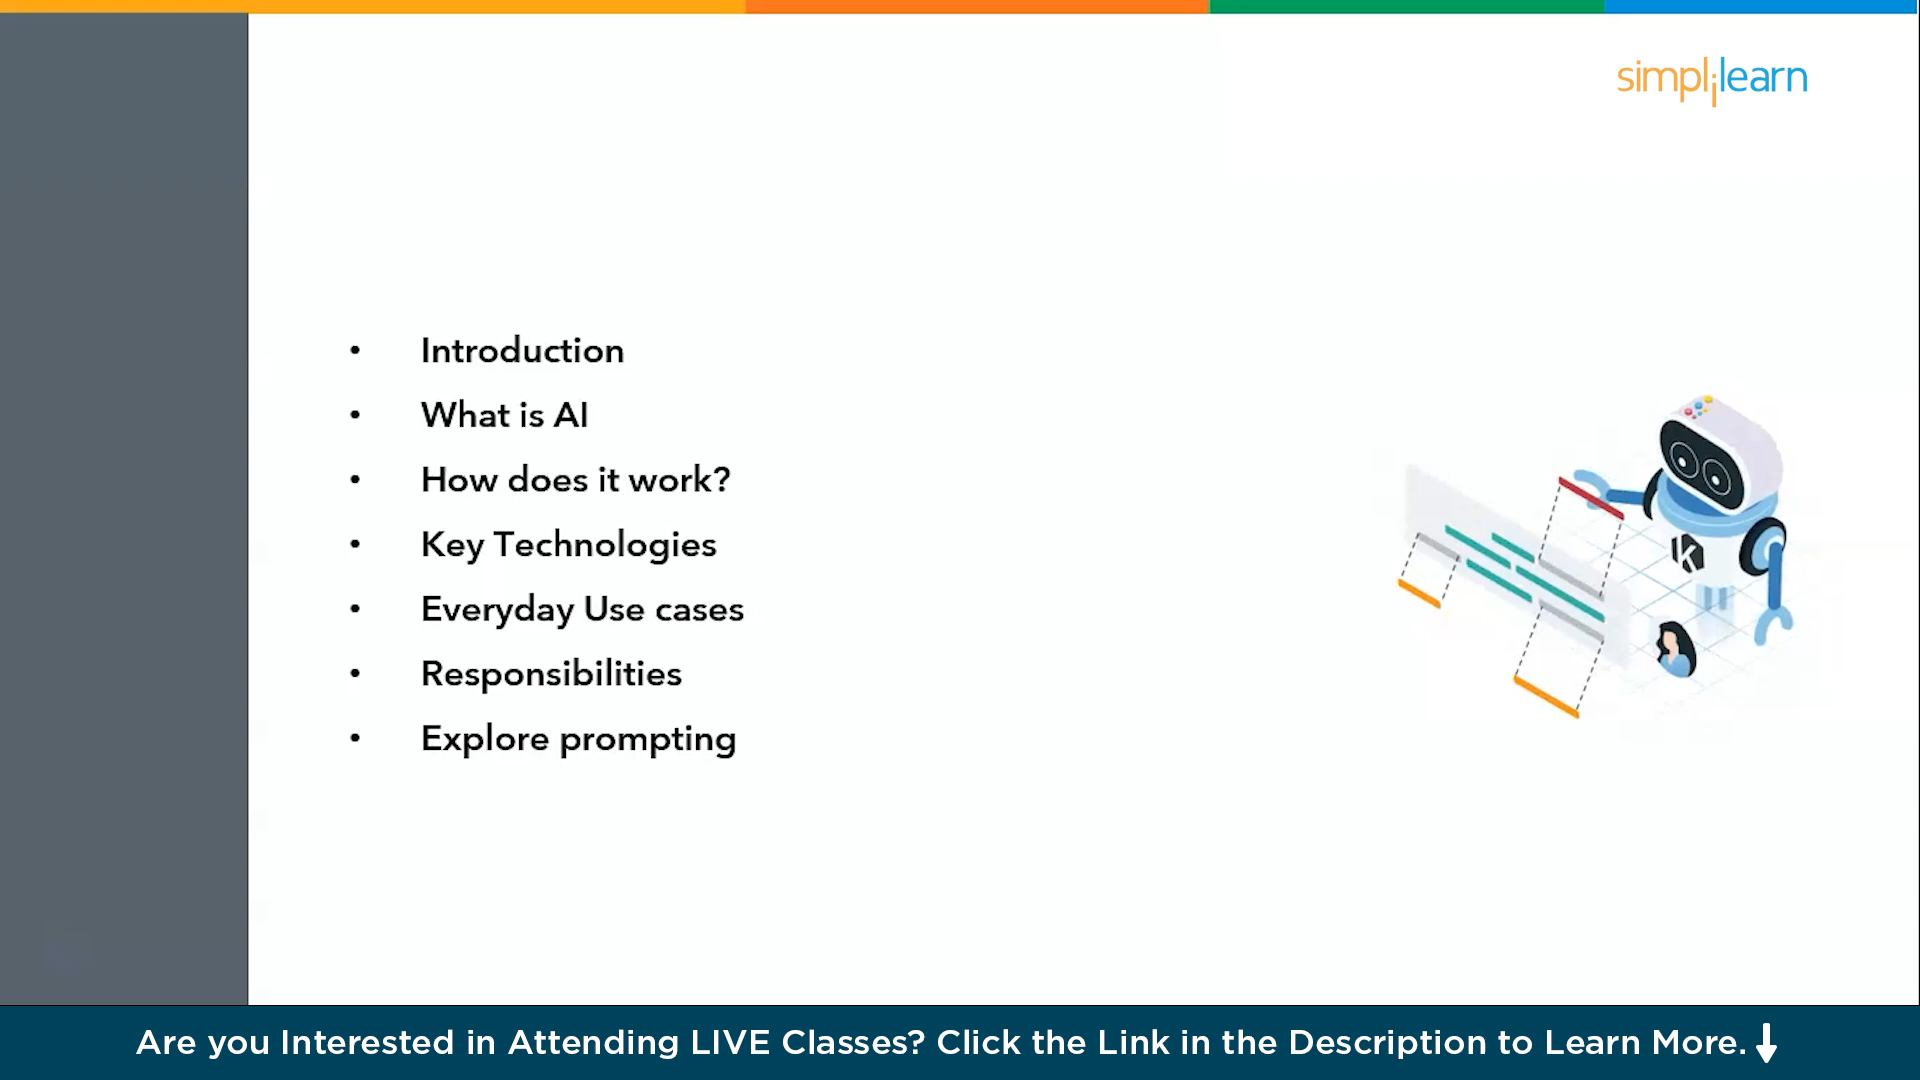 simplilearn
• Introduction
• What is AI
• How does it work?
• Key Technologies
• Everyday Use cases
• Responsibilities
• Explore prompting
K
Are you Interested in Attending LIVE Classes? Click the Link in the Description to Learn More.